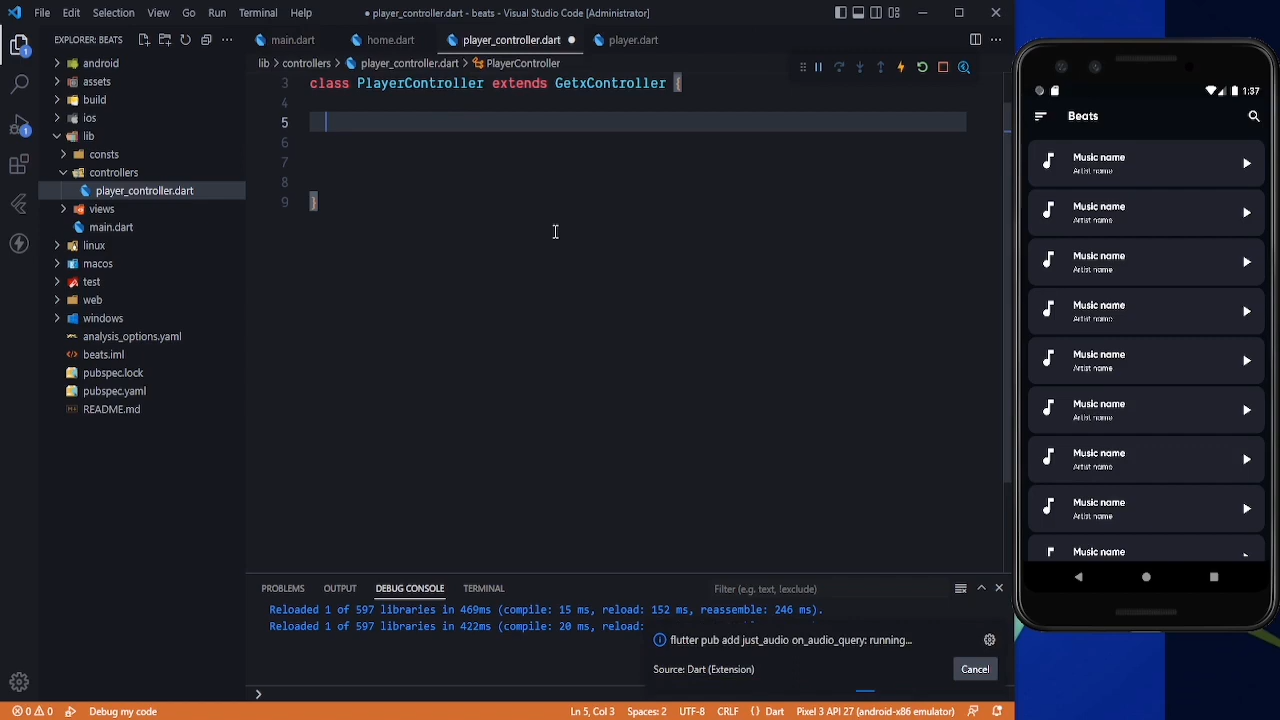 File Edit Selection View Go Run Terminal Help
● player_controller.dart - beats - Visual Studio Code [Administrator]
EXPLORER: BEATS
main.dart
home.dart
player_controller.dart ●
player.dart
lib > controllers > player_controller.dart > PlayerController
android
assets
build
ios
lib
consts
controllers
player_controller.dart
views
main.dart
linux
macos
test
web
windows
analysis_options.yaml
beats.iml
pubspec.lock
pubspec.yaml
README.md
1
1
3 class PlayerController extends GetxController {
4
5
6
7
8
9 }
PROBLEMS OUTPUT DEBUG CONSOLE TERMINAL
Filter (e.g. text, !exclude)
Reloaded 1 of 597 libraries in 469ms (compile: 15 ms, reload: 152 ms, reassemble: 246 ms).
Reloaded 1 of 597 libraries in 422ms (compile: 20 ms, reload:
flutter pub add just_audio on_audio_query: running...
Source: Dart (Extension)
Cancel
0 0 Debug my code
Ln 5, Col 3 Spaces: 2 UTF-8 CRLF {} Dart Pixel 3 API 27 (android-x86 emulator)
1:37
Beats
Music name
Artist name
Music name
Artist name
Music name
Artist name
Music name
Artist name
Music name
Artist name
Music name
Artist name
Music name
Artist name
Music name
Artist name
Music name